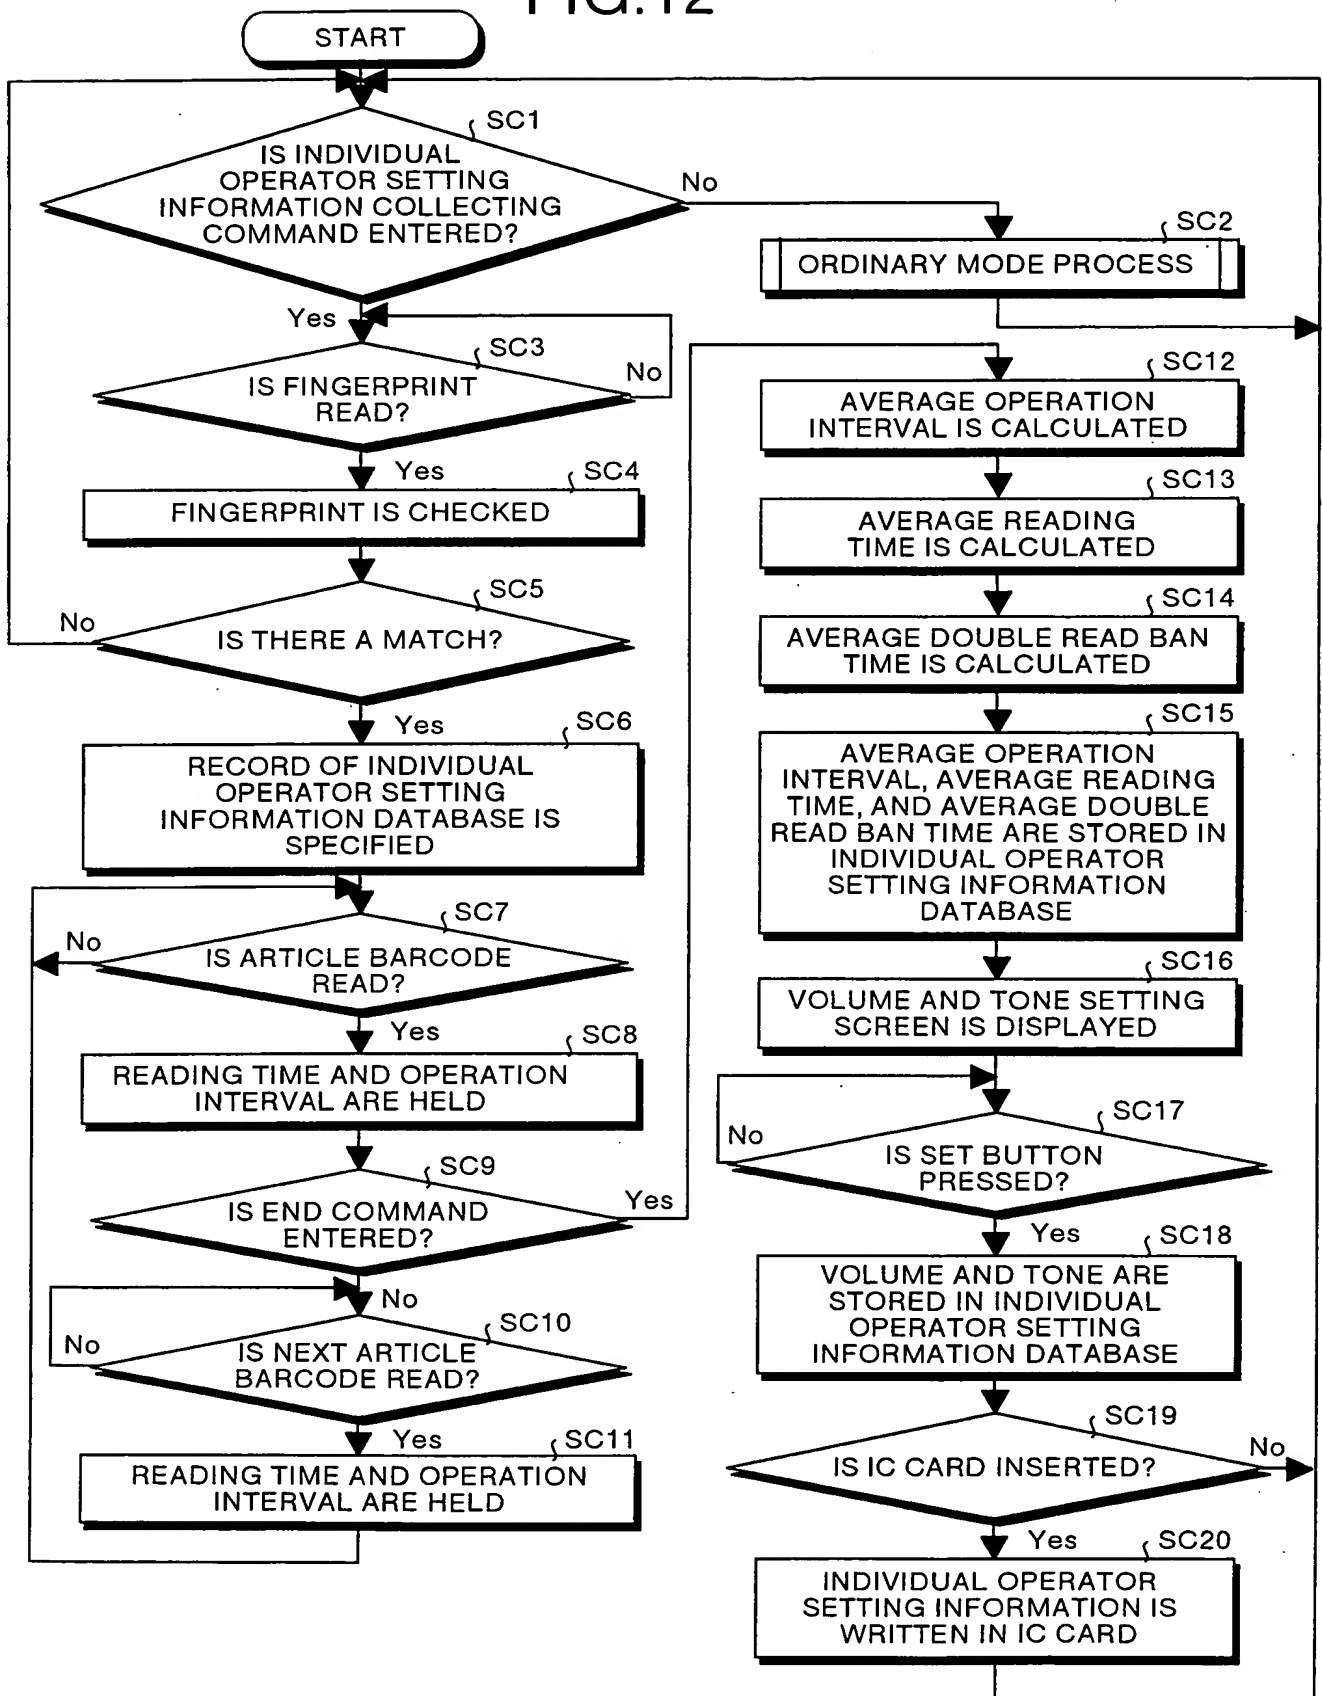 FIG.12
START
SC1
IS INDIVIDUAL
OPERATOR SETTING
INFORMATION COLLECTING
COMMAND ENTERED?
No
Yes
SC2
ORDINARY MODE PROCESS
SC3
IS FINGERPRINT
READ?
No
Yes
SC4
FINGERPRINT IS CHECKED
SC5
IS THERE A MATCH?
No
Yes
SC6
RECORD OF INDIVIDUAL
OPERATOR SETTING
INFORMATION DATABASE IS
SPECIFIED
SC7
IS ARTICLE BARCODE
READ?
No
Yes
SC8
READING TIME AND OPERATION
INTERVAL ARE HELD
SC9
IS END COMMAND
ENTERED?
Yes
No
SC10
IS NEXT ARTICLE
BARCODE READ?
No
Yes
SC11
READING TIME AND OPERATION
INTERVAL ARE HELD
SC12
AVERAGE OPERATION
INTERVAL IS CALCULATED
SC13
AVERAGE READING
TIME IS CALCULATED
SC14
AVERAGE DOUBLE READ BAN
TIME IS CALCULATED
SC15
AVERAGE OPERATION
INTERVAL, AVERAGE READING
TIME, AND AVERAGE DOUBLE
READ BAN TIME ARE STORED IN
INDIVIDUAL OPERATOR
SETTING INFORMATION
DATABASE
SC16
VOLUME AND TONE SETTING
SCREEN IS DISPLAYED
SC17
IS SET BUTTON
PRESSED?
No
Yes
SC18
VOLUME AND TONE ARE
STORED IN INDIVIDUAL
OPERATOR SETTING
INFORMATION DATABASE
SC19
IS IC CARD INSERTED?
No
Yes
SC20
INDIVIDUAL OPERATOR
SETTING INFORMATION IS
WRITTEN IN IC CARD